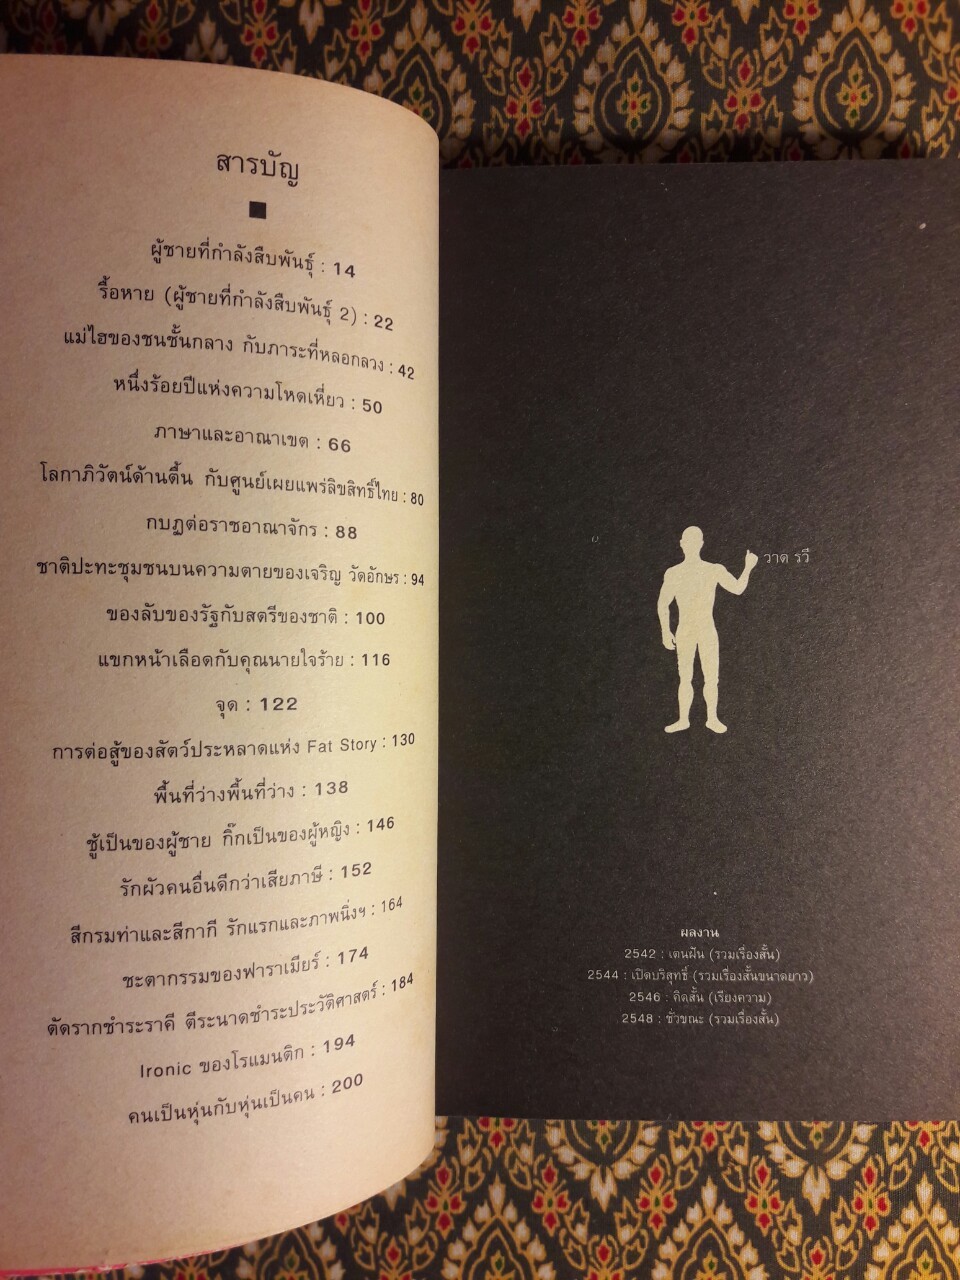 สารบัญ
ผู้ชายที่กำลังสืบพันธุ์ : 14
รื้อหาย (ผู้ชายที่กำลังสืบพันธุ์ 2) : 22
แม่ไฮของชนชั้นกลาง กับภาระที่หลอกลวง : 42
หนึ่งร้อยปีแห่งความโหดเหี่ยว : 50
ภาษาและอาณาเขต : 66
โลกาภิวัตน์ด้านตื้น กับศูนย์เผยแพร่ลิขสิทธิ์ไทย : 80
กบฏต่อราชอาณาจักร : 88
ชาติปะทะชุมชนบนความตายของเจริญ วัดอักษร : 94
ของลับของรัฐกับสตรีของชาติ : 100
แขกหน้าเลือดกับคุณนายใจร้าย : 116
จุด : 122
การต่อสู้ของสัตว์ประหลาดแห่ง Fat Story : 130
พื้นที่ว่างพื้นที่ว่าง : 138
ชู้เป็นของผู้ชาย กิ๊กเป็นของผู้หญิง : 146
รักผัวคนอื่นดีกว่าเสียภาษี : 152
สีกรมท่าและสีกากี รักแรกและภาพนิ่งฯ : 164
ชะตากรรมของฟาราเมียร์ : 174
ตัดรากชำระราคี ตีระนาดชำระประวัติศาสตร์ : 184
Ironic ของโรแมนติก : 194
คนเป็นหุ่นกับหุ่นเป็นคน : 200
วาด รวี
ผลงาน
2542 : เดนฝัน (รวมเรื่องสั้น)
2544 : เปิดบริสุทธิ์ (รวมเรื่องสั้นขนาดยาว)
2546 : คิดสั้น (เรียงความ)
2548 : ชั่วขณะ (รวมเรื่องสั้น)